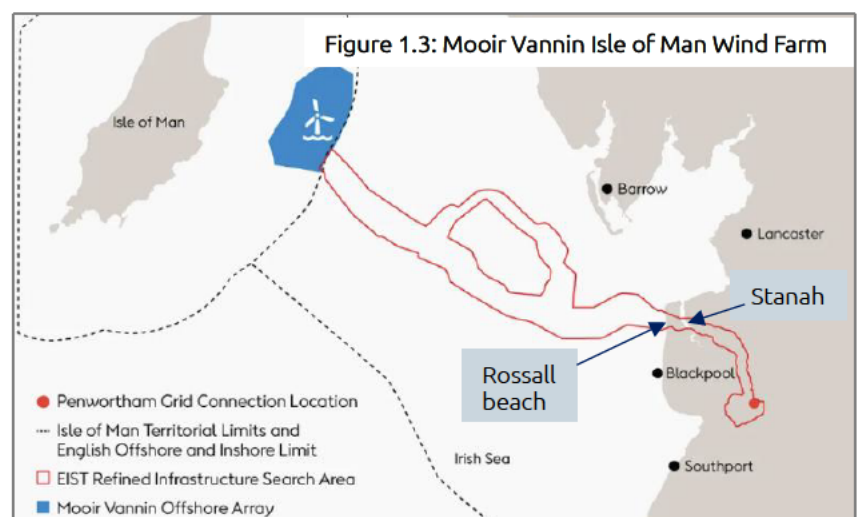 Figure 1.3: Mooir Vannin Isle of Man Wind Farm
Isle of Man
Barrow
Lancaster
Stanah
Rossall
beach
Blackpool
Penwortham Grid Connection Location
Isle of Man Territorial Limits and
English Offshore and Inshore Limit
Irish Sea
Southport
EIST Refined Infrastructure Search Area
Mooir Vannin Offshore Array